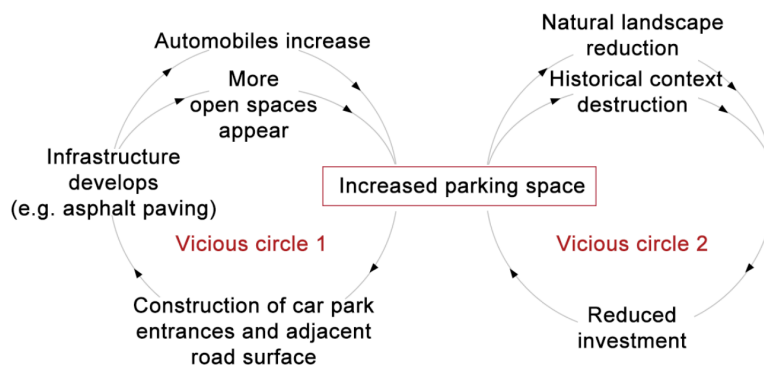 Automobiles increase
More
open spaces
appear
Infrastructure
develops
(e.g. asphalt paving)
Vicious circle 1
Construction of car park
entrances and adjacent
road surface
Increased parking space
Natural landscape
reduction
Historical context
destruction
Vicious circle 2
Reduced
investment